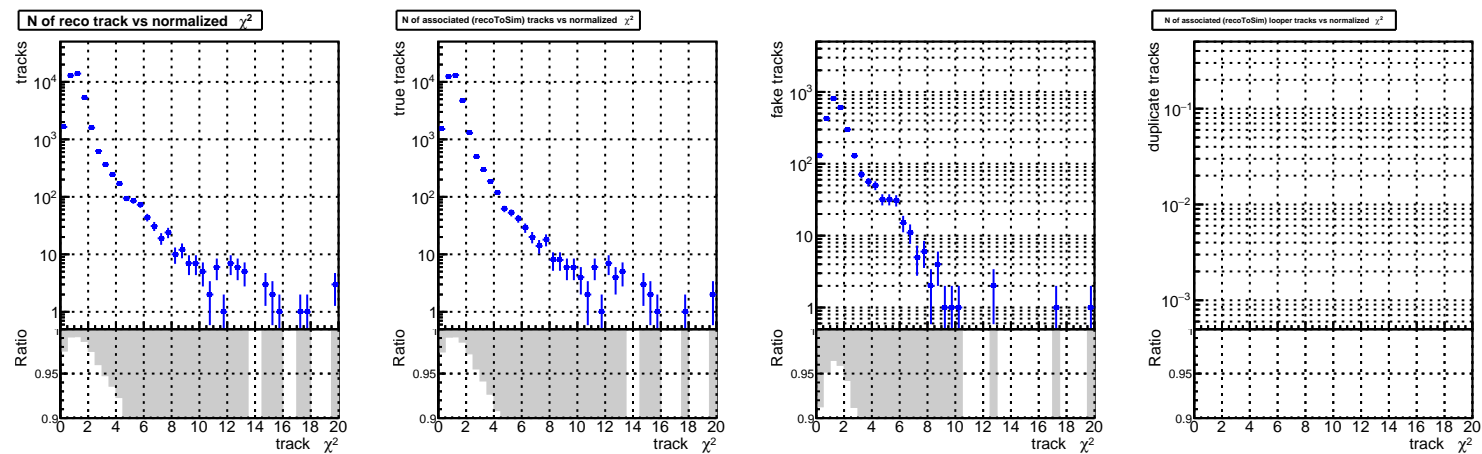 N of reco track vs normalized χ²
tracks
10⁴
10³
10²
10
1
Ratio
1
0.95
0.9
0 2 4 6 8 10 12 14 16 18 20
track χ²
N of associated (recoToSim) tracks vs normalized χ²
true tracks
10⁴
10³
10²
10
1
Ratio
1
0.95
0.9
0 2 4 6 8 10 12 14 16 18 20
track χ²
fake tracks
10³
10²
10
1
Ratio
1
0.95
0.9
0 2 4 6 8 10 12 14 16 18 20
track χ²
N of associated (recoToSim) looper tracks vs normalized χ²
duplicate tracks
10⁻¹
10⁻²
10⁻³
Ratio
1
0.95
0.9
0 2 4 6 8 10 12 14 16 18 20
track χ²